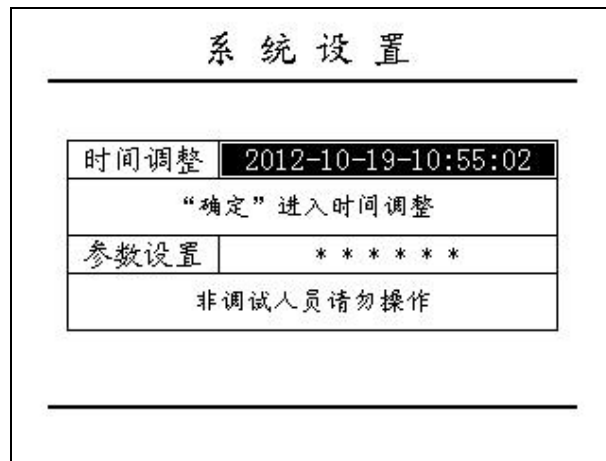 系统设置
时间调整 2012-10-19-10:55:02
“确定”进入时间调整
参数设置 ******
非调试人员请勿操作